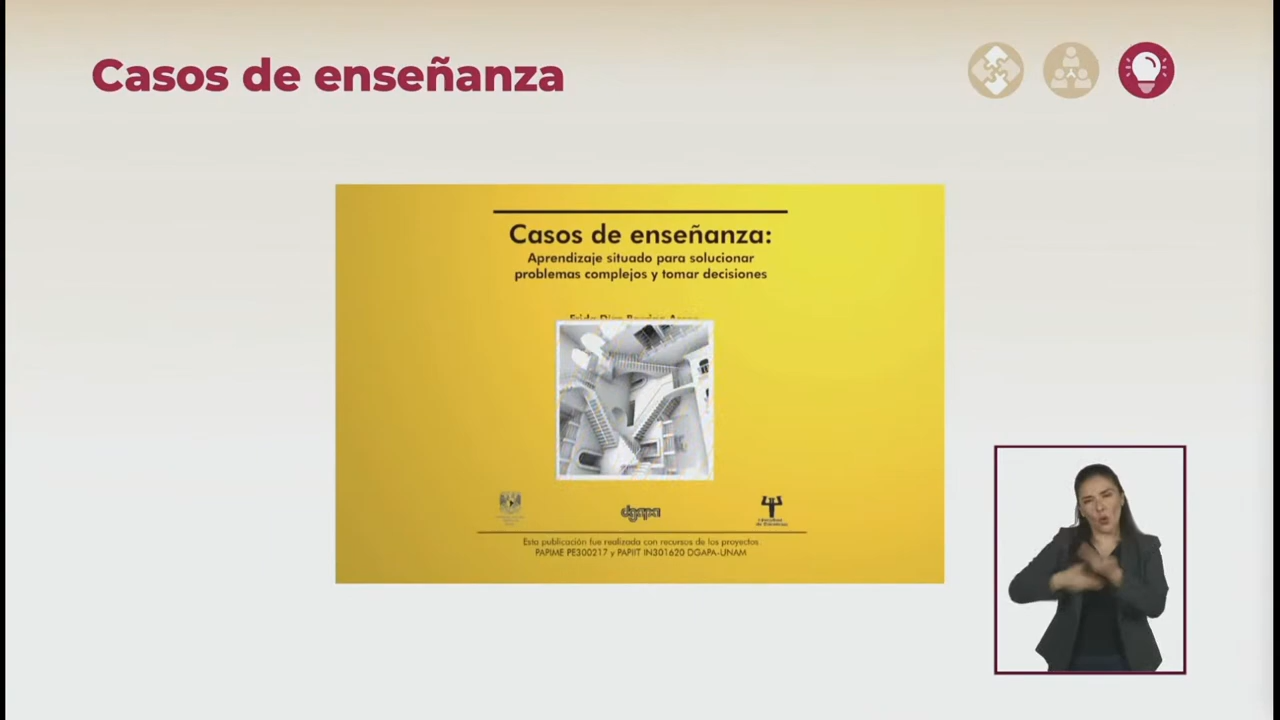 Casos de enseñanza
Casos de enseñanza:
Aprendizaje situado para solucionar
problemas complejos y tomar decisiones
dgapa
Esta publicación fue realizada con recursos de los proyectos
PAPIME PE300217 y PAPIIT IN301620 DGAPA-UNAM